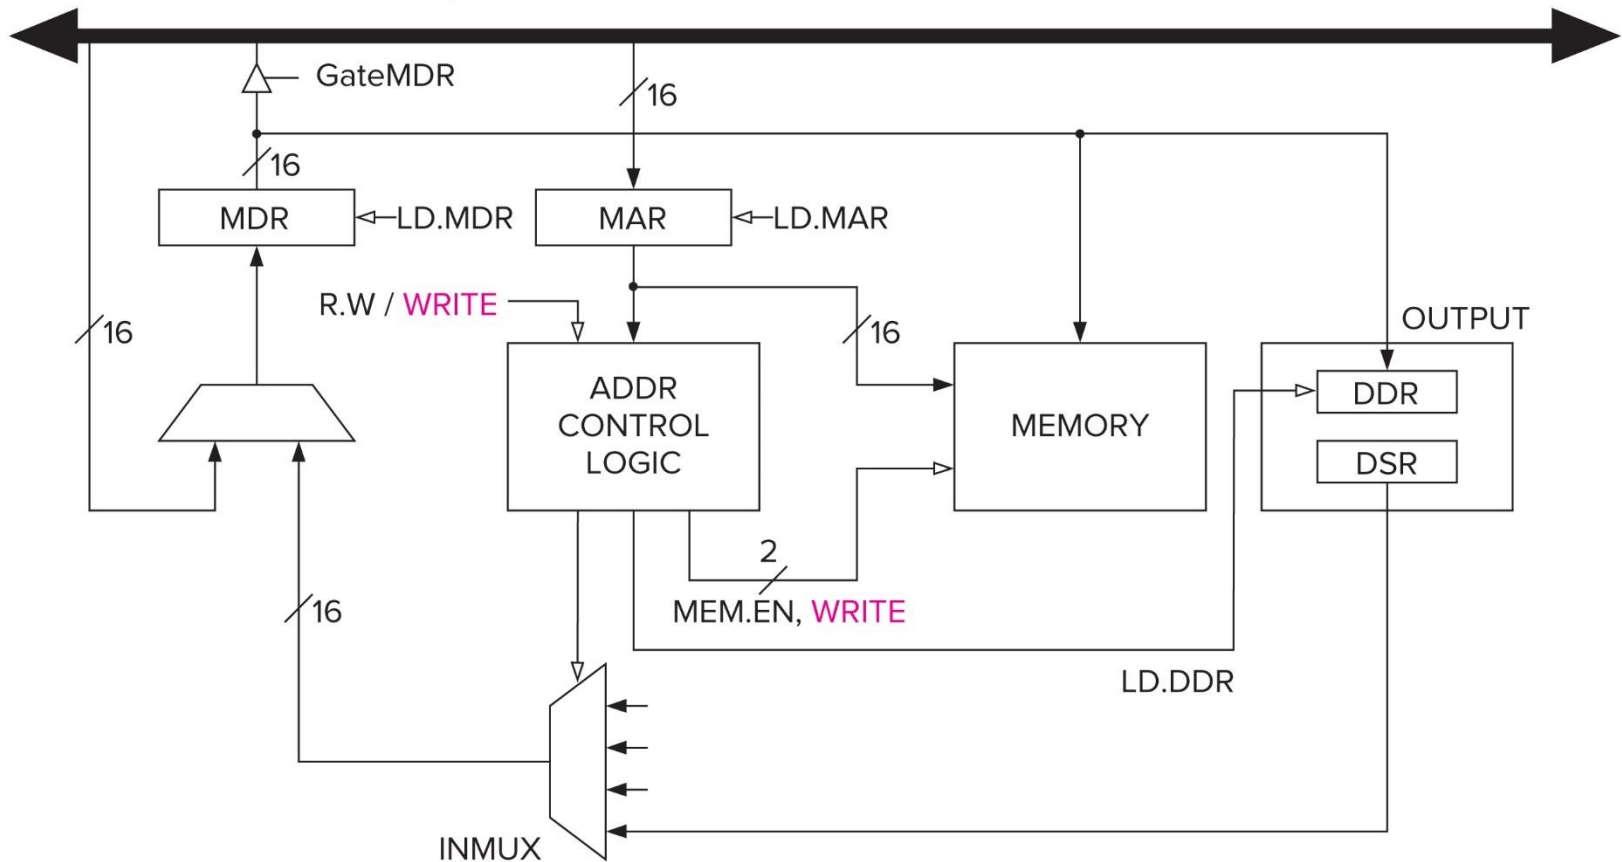 GateMDR
16
16
MDR
LD.MDR
MAR
LD.MAR
R.W / WRITE
16
16
OUTPUT
ADDR
CONTROL
LOGIC
MEMORY
DDR
DSR
2
MEM.EN, WRITE
16
LD.DDR
INMUX